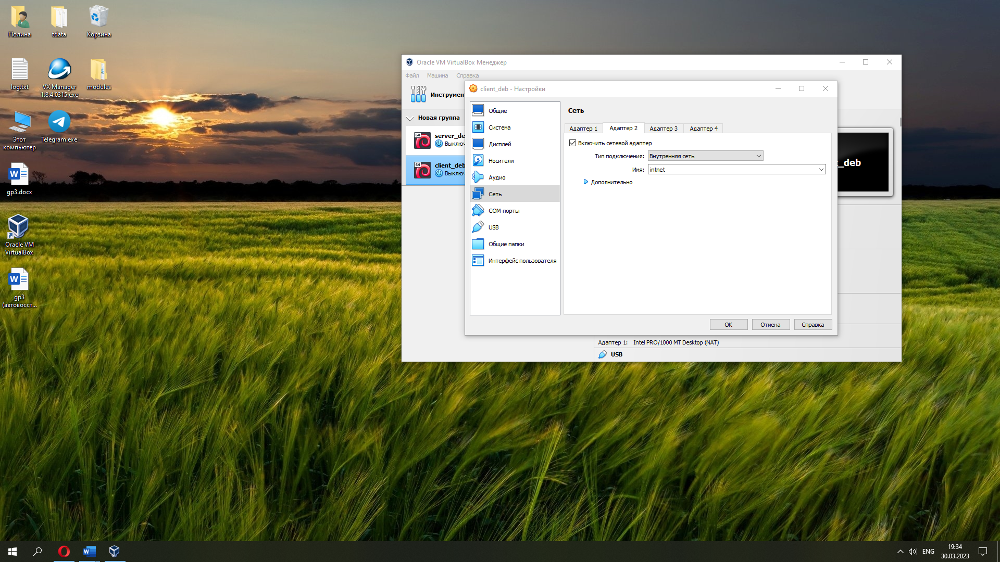 Полина
tdata
Корзина
log.txt
VX Manager
1.8.4.0315.exe
modules
Этот
компьютер
Telegram.exe
gp3.docx
Oracle VM
VirtualBox
gp3
(автовосст...
Oracle VM VirtualBox Менеджер
Файл Машина Справка
Инструмен
Новая группа
64
server_de
Выключ
64
client_deb
Выключ
client_deb - Настройки
Общие
Система
Дисплей
Носители
Аудио
Сеть
COM-порты
USB
Общие папки
Интерфейс пользователя
Сеть
Адаптер 1 Адаптер 2 Адаптер 3 Адаптер 4
Включить сетевой адаптер
Тип подключения: Внутренняя сеть
Имя: intnet
Дополнительно
OK Отмена Справка
_deb
Адаптер 1: Intel PRO/1000 MT Desktop (NAT)
USB
ENG
19:34
30.03.2023